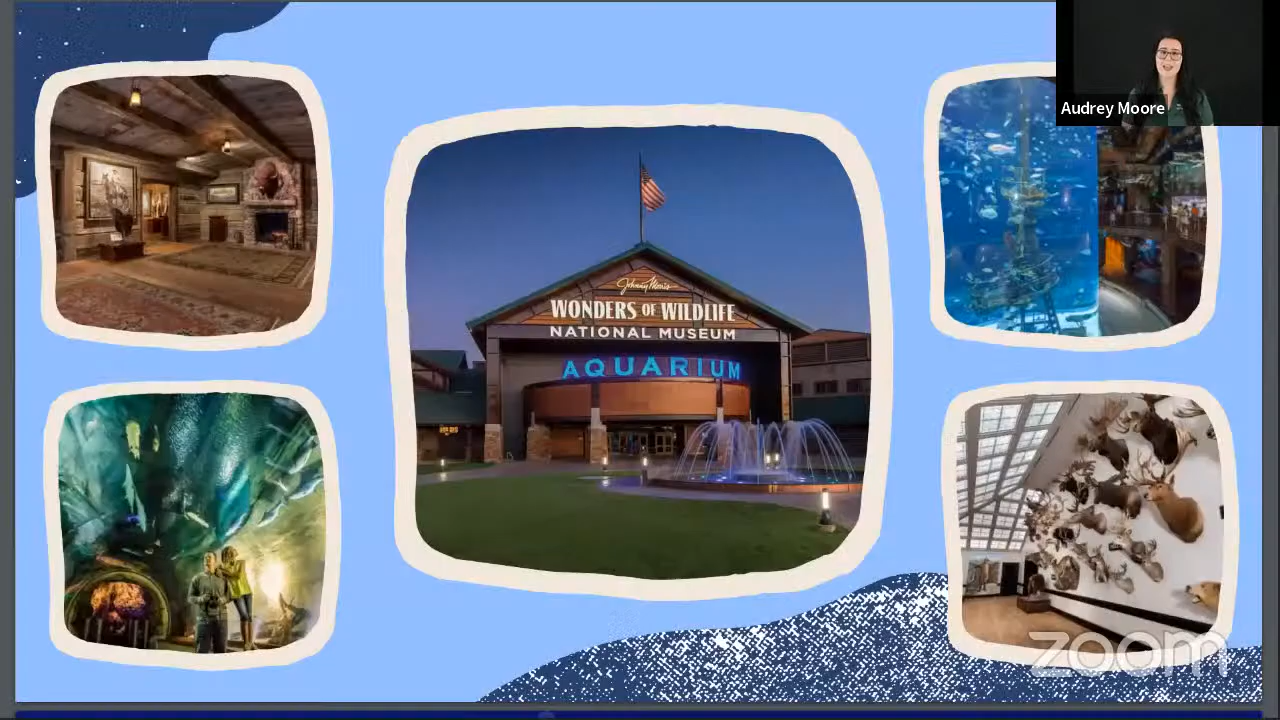 Audrey Moore
Johnny Morris
WONDERS OF WILDLIFE
NATIONAL MUSEUM
AQUARIUM
zoom